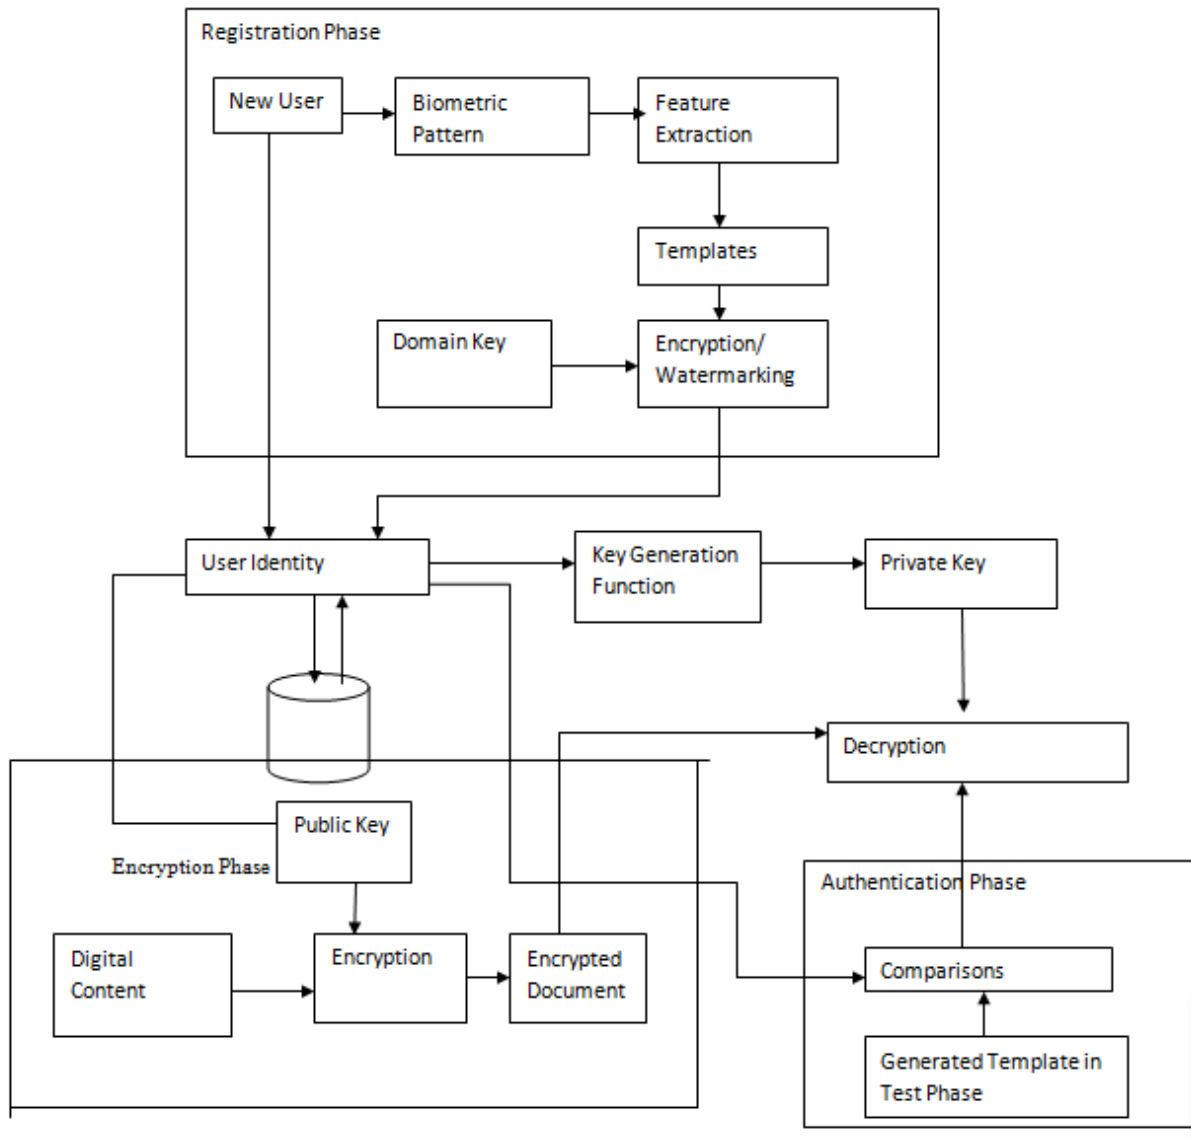 Registration Phase
New User
Biometric
Pattern
Feature
Extraction
Templates
Domain Key
Encryption/
Watermarking
User Identity
Key Generation
Function
Private Key
Decryption
Public Key
Encryption Phase
Authentication Phase
Digital
Content
Encryption
Encrypted
Document
Comparisons
Generated Template in
Test Phase